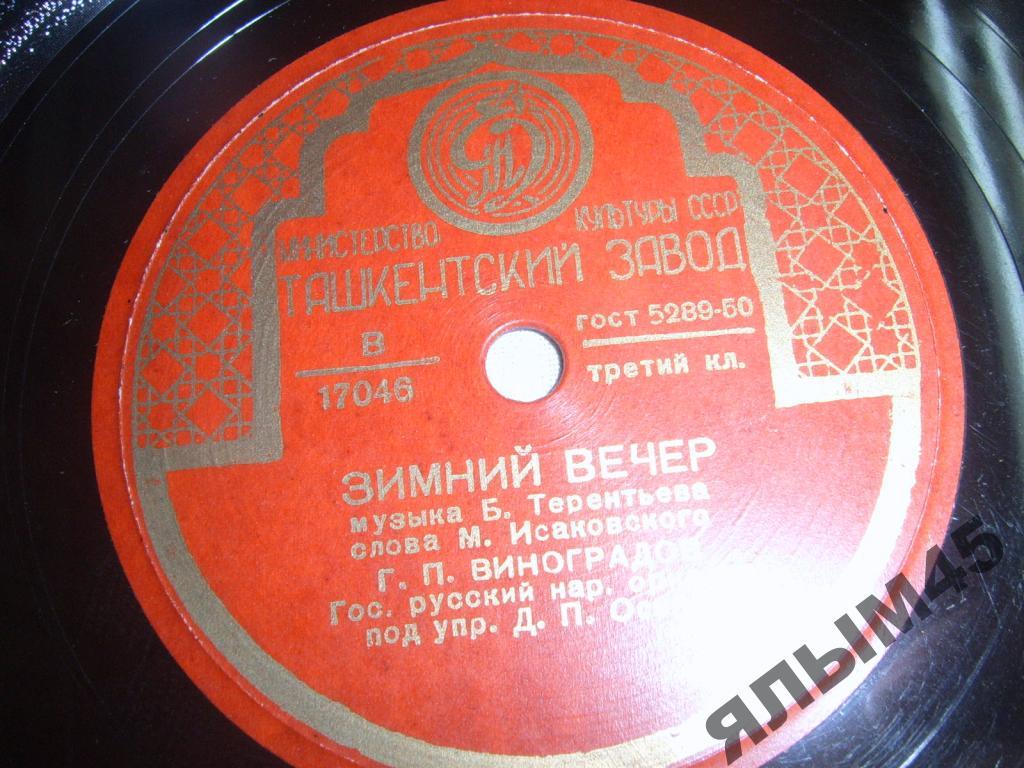 МИНИСТЕРСТВО КУЛЬТУРЫ СССР
ТАШКЕНТСКИЙ ЗАВОД
В
17046
ГОСТ 5289-50
третий кл.
ЗИМНИЙ ВЕЧЕР
музыка Б. Терентьева
слова М. Исаковского
Г. П. ВИНОГРАДОВ
Гос. русский нар.
под упр. Д. П.
ЯЛЫМ45